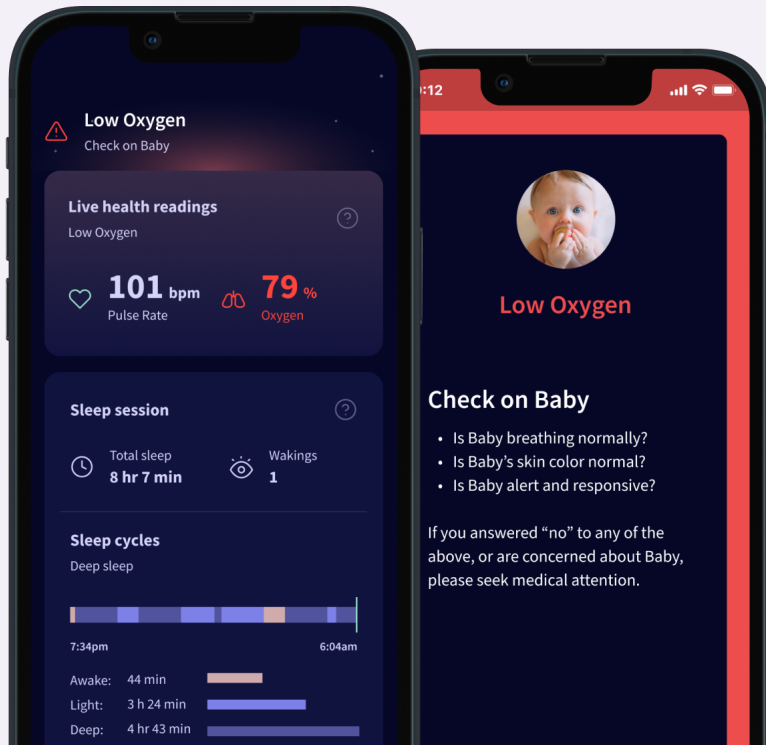 Low Oxygen
Check on Baby
Live health readings
Low Oxygen
101 bpm
Pulse Rate
79 %
Oxygen
Sleep session
Total sleep
8 hr 7 min
Wakings
1
Sleep cycles
Deep sleep
7:34pm
6:04am
Awake: 44 min
Light: 3 h 24 min
Deep: 4 hr 43 min
:12
Low Oxygen
Check on Baby
• Is Baby breathing normally?
• Is Baby’s skin color normal?
• Is Baby alert and responsive?
If you answered “no” to any of the
above, or are concerned about Baby,
please seek medical attention.